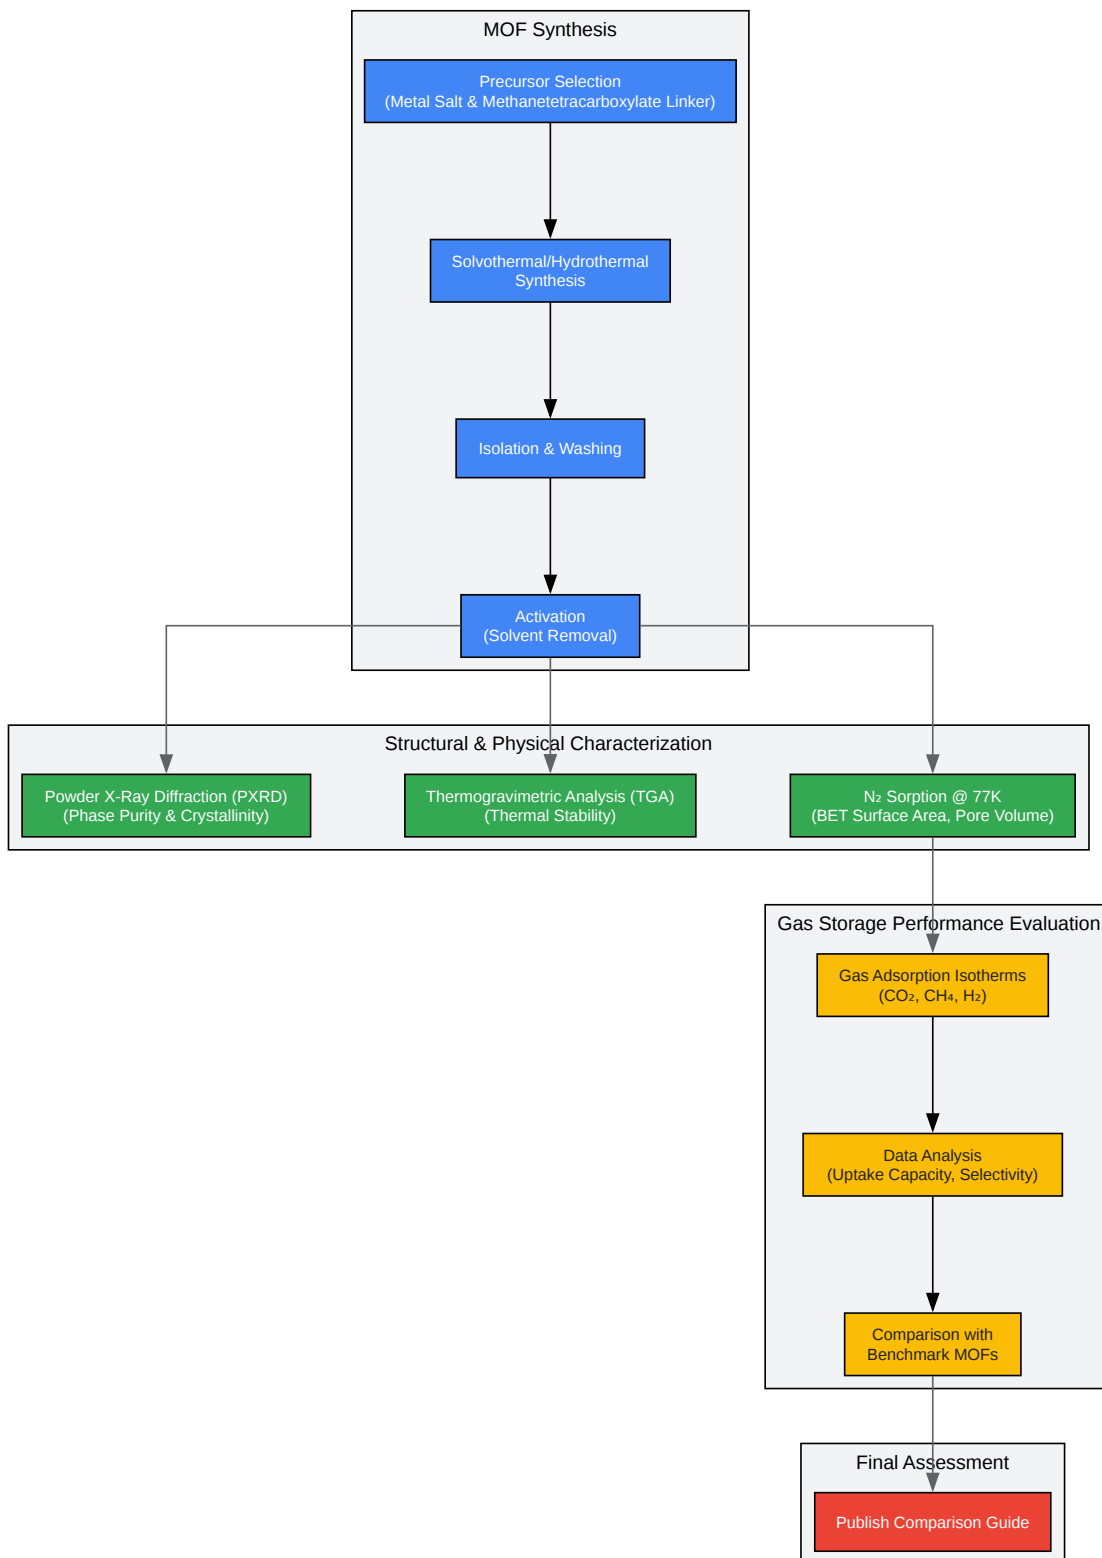 MOF Synthesis
Precursor Selection
(Metal Salt & Methanetetracarboxylate Linker)
Solvothermal/Hydrothermal
Synthesis
Isolation & Washing
Activation
(Solvent Removal)
Structural & Physical Characterization
Powder X-Ray Diffraction (PXRD)
(Phase Purity & Crystallinity)
Thermogravimetric Analysis (TGA)
(Thermal Stability)
N₂ Sorption @ 77K
(BET Surface Area, Pore Volume)
Gas Storage Performance Evaluation
Gas Adsorption Isotherms
(CO₂, CH₄, H₂)
Data Analysis
(Uptake Capacity, Selectivity)
Comparison with
Benchmark MOFs
Final Assessment
Publish Comparison Guide